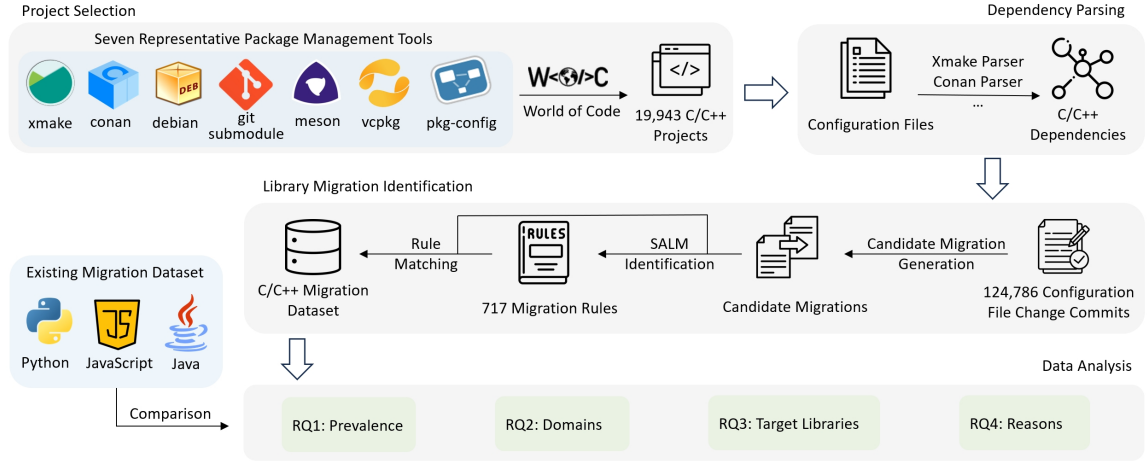 Project Selection
Seven Representative Package Management Tools
xmake
conan
DEB
debian
git
submodule
meson
vcpkg
pkg-config
W<</>C
World of Code
</>
19,943 C/C++
Projects
Dependency Parsing
Configuration Files
Xmake Parser
Conan Parser
...
C/C++
Dependencies
Library Migration Identification
C/C++ Migration
Dataset
Rule
Matching
RULES
717 Migration Rules
SALM
Identification
Candidate Migrations
Candidate Migration
Generation
124,786 Configuration
File Change Commits
Existing Migration Dataset
Python
JS
JavaScript
Java
Comparison
Data Analysis
RQ1: Prevalence
RQ2: Domains
RQ3: Target Libraries
RQ4: Reasons